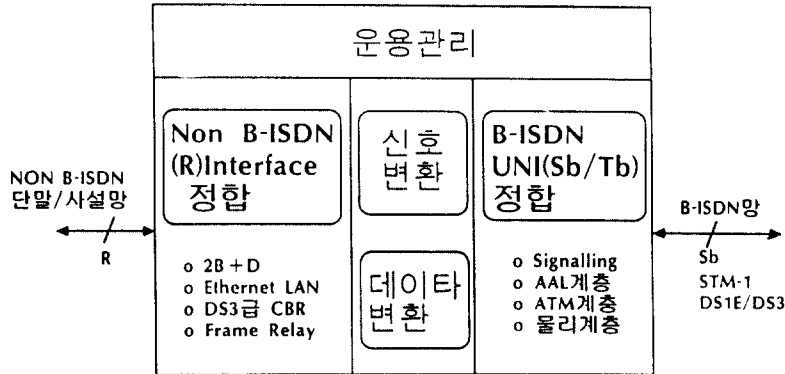 운용관리
NON B-ISDN
단말/사설망
R
Non B-ISDN
(R)Interface
정합
o 2B+D
o Ethernet LAN
o DS3급 CBR
o Frame Relay
신호
변환
데이타
변환
B-ISDN
UNI(Sb/Tb)
정합
o Signalling
o AAL계층
o ATM계층
o 물리계층
B-ISDN망
Sb
STM-1
DS1E/DS3